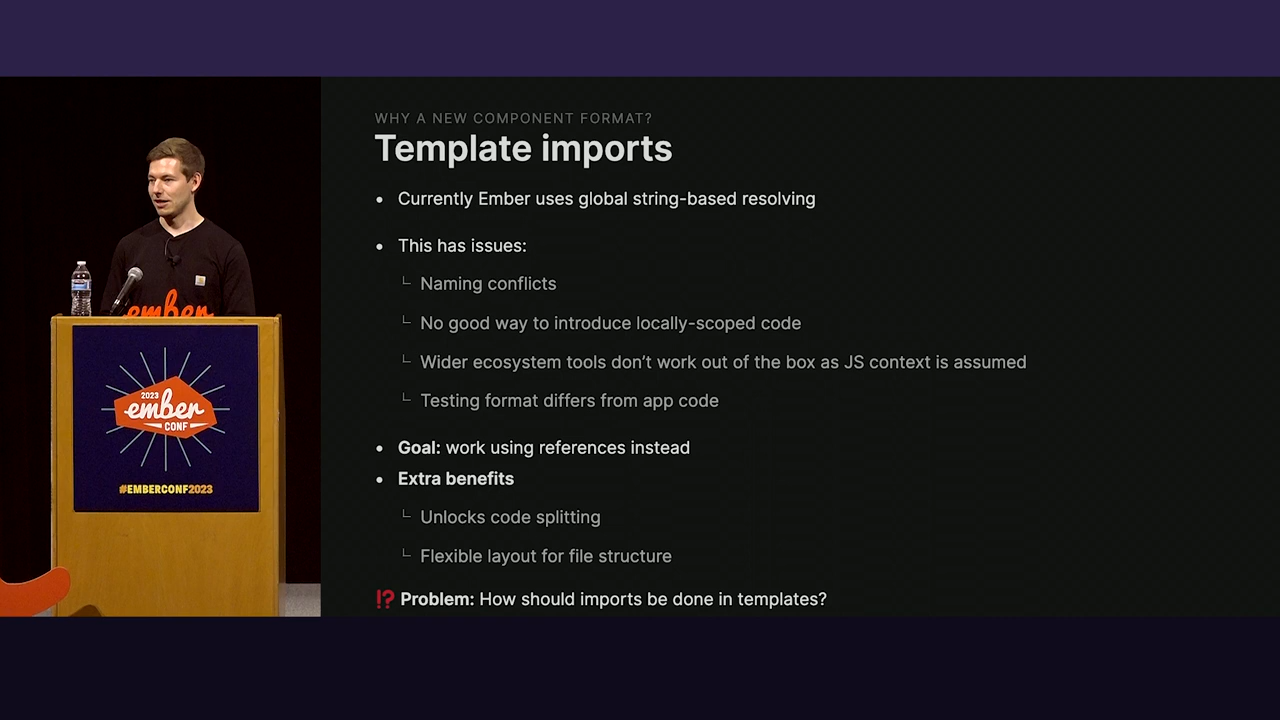 WHY A NEW COMPONENT FORMAT?
Template imports
• Currently Ember uses global string-based resolving
• This has issues:
└ Naming conflicts
└ No good way to introduce locally-scoped code
└ Wider ecosystem tools don’t work out of the box as JS context is assumed
└ Testing format differs from app code
• Goal: work using references instead
• Extra benefits
└ Unlocks code splitting
└ Flexible layout for file structure
⁉ Problem: How should imports be done in templates?
ember
2023
ember
CONF
#EMBERCONF2023